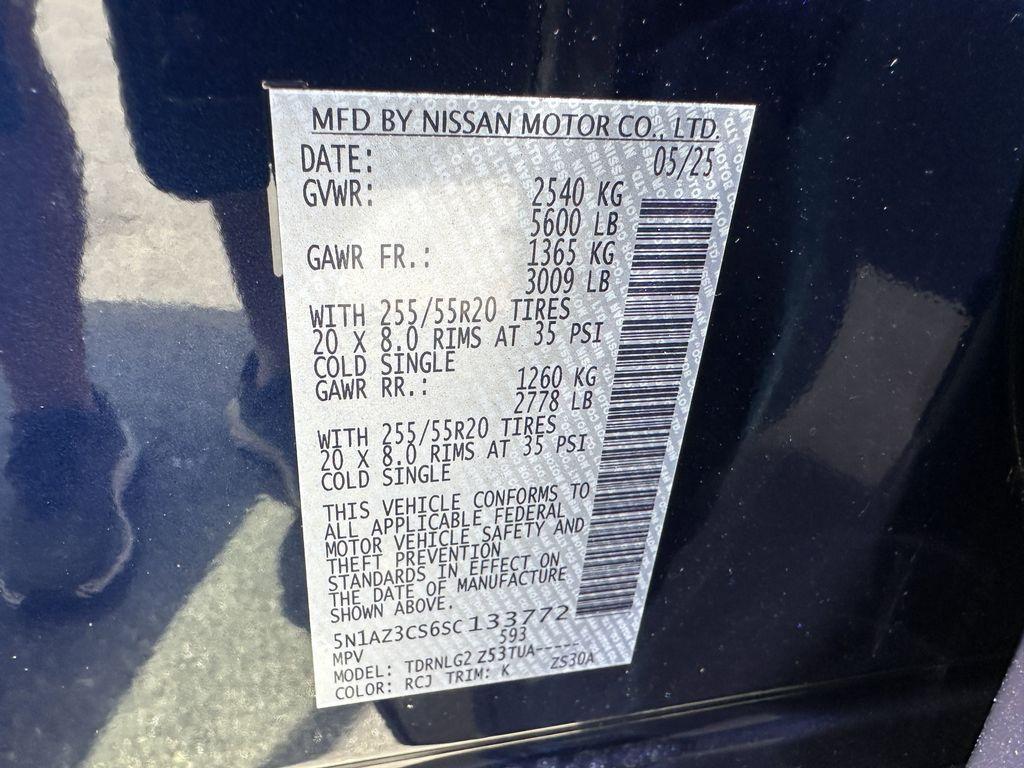 MFD BY NISSAN MOTOR CO., LTD.
DATE: 05/25
GVWR: 2540 KG
5600 LB
GAWR FR.: 1365 KG
3009 LB
WITH 255/55R20 TIRES
20 X 8.0 RIMS AT 35 PSI
COLD SINGLE
GAWR RR.: 1260 KG
2778 LB
WITH 255/55R20 TIRES
20 X 8.0 RIMS AT 35 PSI
COLD SINGLE
THIS VEHICLE CONFORMS TO
ALL APPLICABLE FEDERAL
MOTOR VEHICLE SAFETY AND
THEFT PREVENTION
STANDARDS IN EFFECT ON
THE DATE OF MANUFACTURE
SHOWN ABOVE.
5N1AZ3CS6SC133772
MPV 593
MODEL: TDRNLG2 Z53TUA-----
COLOR: RCJ TRIM: K ZS30A